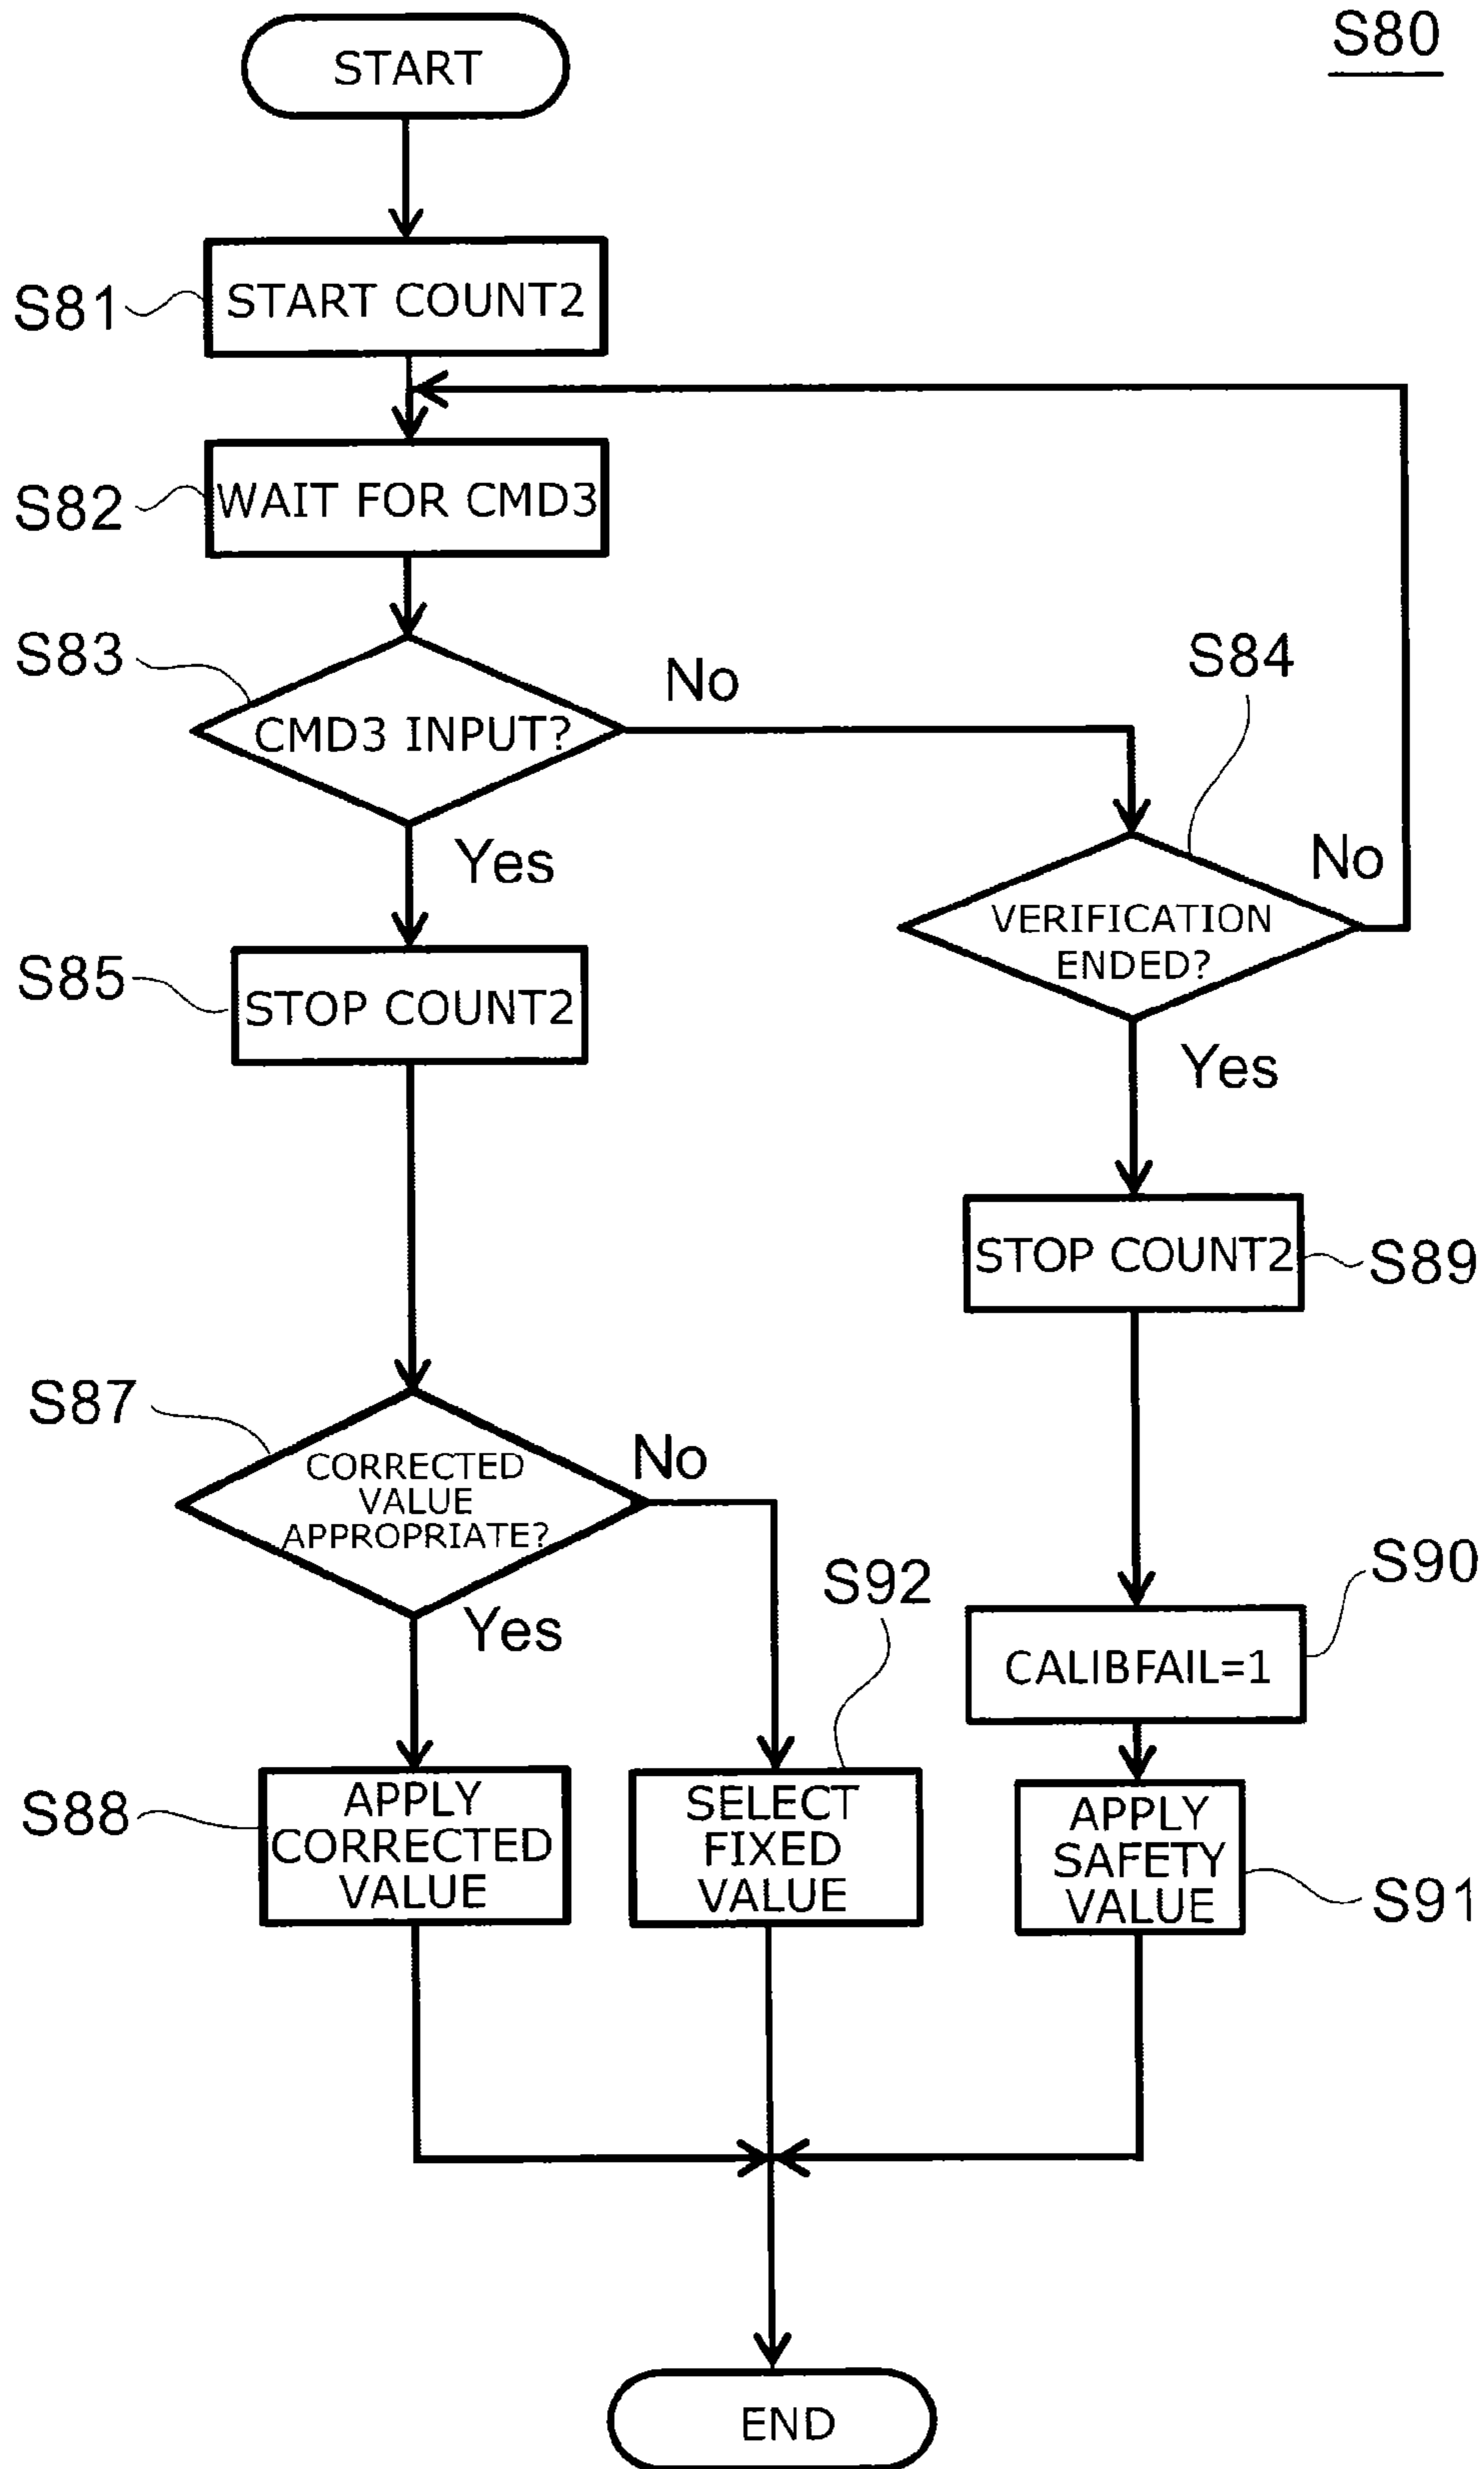 S80
START
S81
START COUNT2
S82
WAIT FOR CMD3
S83
CMD3 INPUT?
No
Yes
S84
VERIFICATION
ENDED?
No
Yes
S85
STOP COUNT2
STOP COUNT2
S89
S87
CORRECTED
VALUE
APPROPRIATE?
No
Yes
S90
CALIBFAIL=1
S88
APPLY
CORRECTED
VALUE
S92
SELECT
FIXED
VALUE
APPLY
SAFETY
VALUE
S91
END